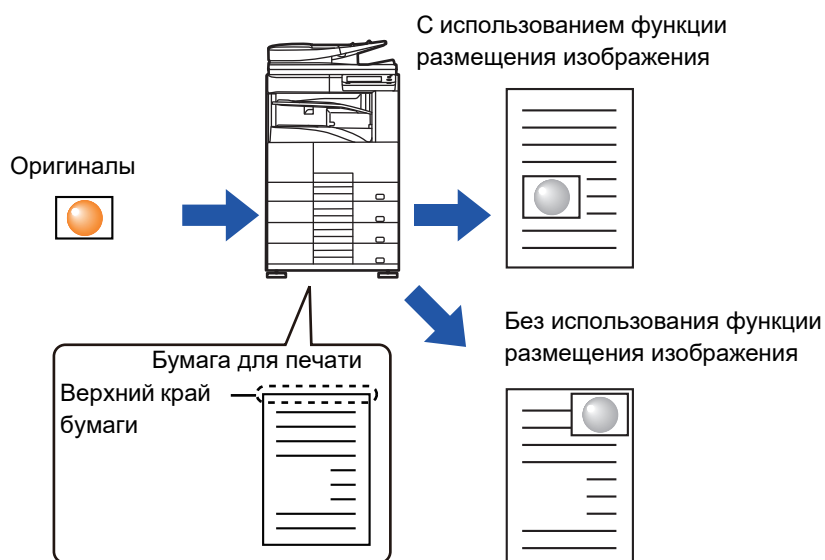 С использованием функции
размещения изображения
Оригиналы
Без использования функции
размещения изображения
Бумага для печати
Верхний край
бумаги